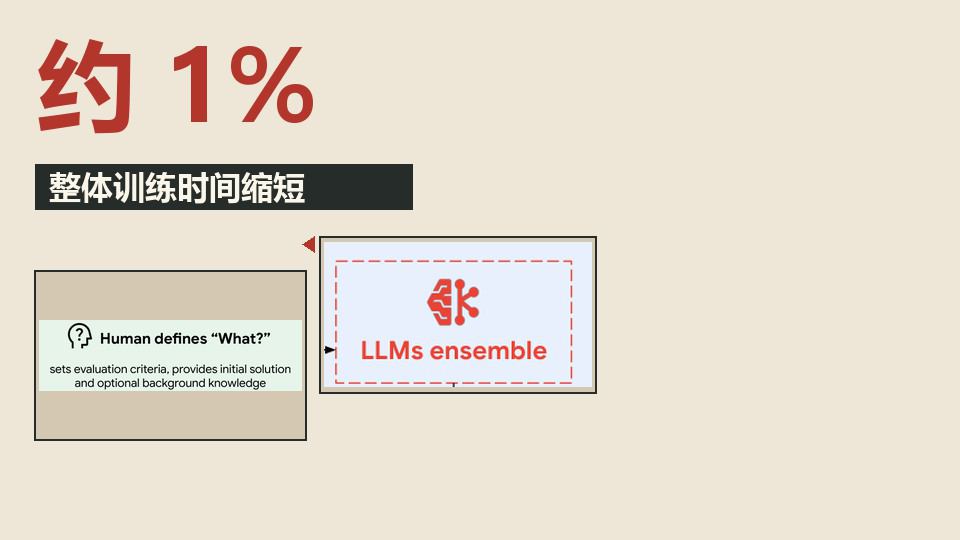 约 1%
整体训练时间缩短
Human defines “What?”
sets evaluation criteria, provides initial solution
and optional background knowledge
LLMs ensemble